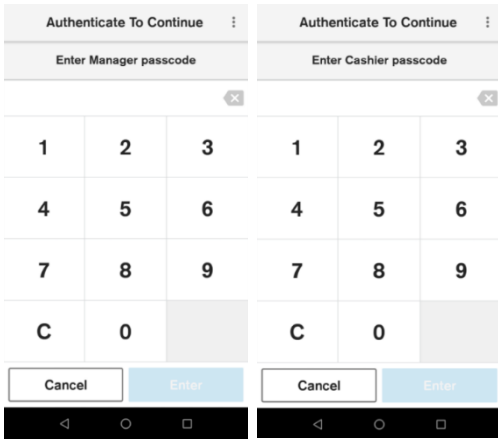 Authenticate To Continue
Enter Manager passcode
1 2 3
4 5 6
7 8 9
C 0
Cancel Enter
Authenticate To Continue
Enter Cashier passcode
1 2 3
4 5 6
7 8 9
C 0
Cancel Enter